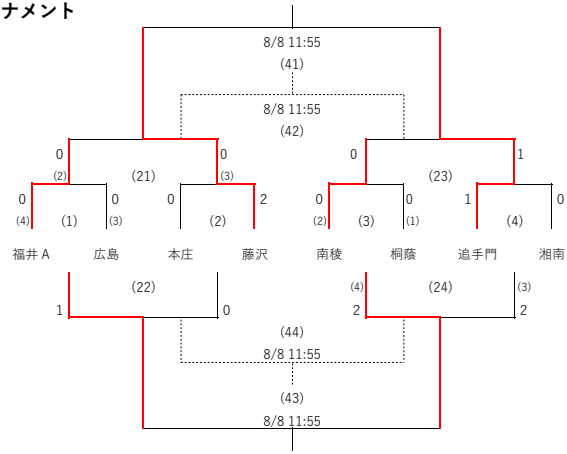 ナメント
8/8 11:55
(41)
8/8 11:55
(42)
0 0 0 1
(2) (21) (3) (23)
0 0 0 2 0 0 1 0
(4) (1) (3) (2) (2) (3) (1) (4)
福井 A 広島 本庄 藤沢 南稜 桐蔭 追手門 湘南
(22) (4) (24) (3)
1 0 2 2
(44)
8/8 11:55
(43)
8/8 11:55